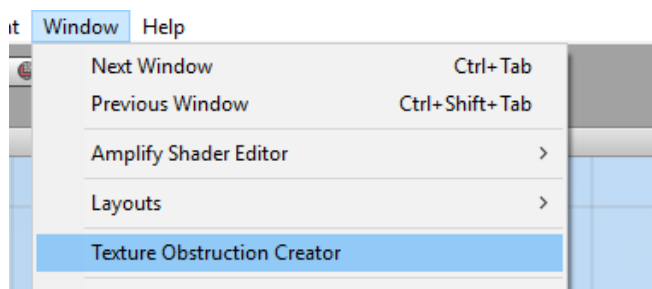 Window Help
Next Window Ctrl+Tab
Previous Window Ctrl+Shift+Tab
Amplify Shader Editor
Layouts
Texture Obstruction Creator